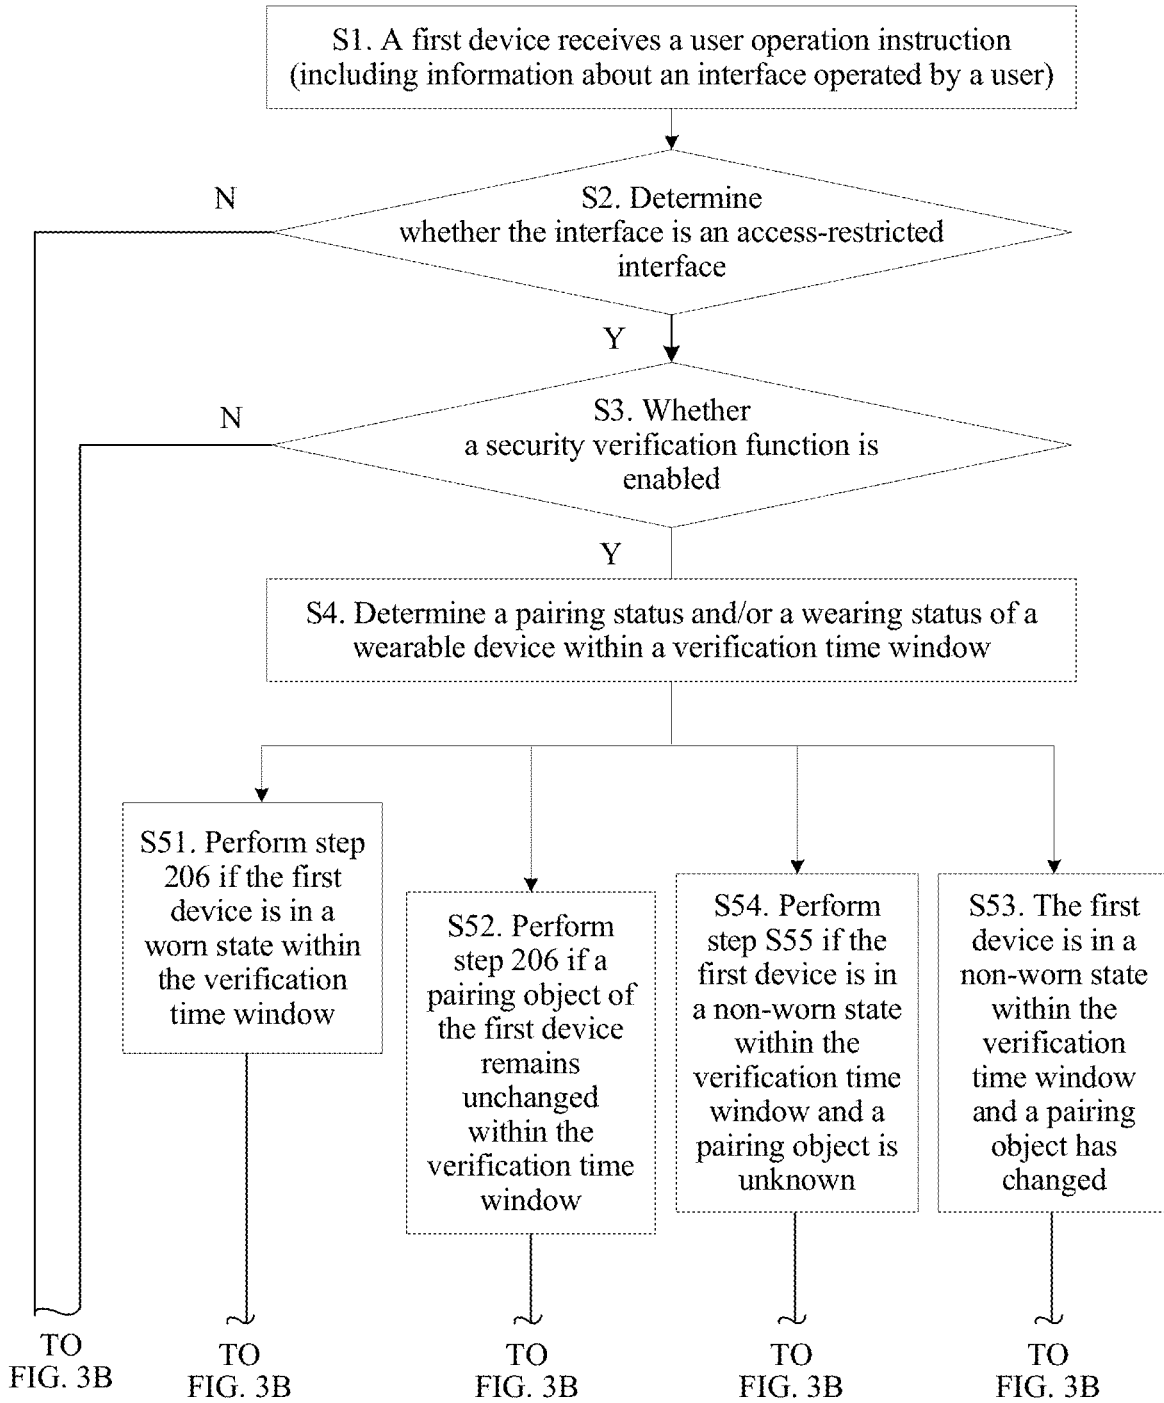 S1. A first device receives a user operation instruction
(including information about an interface operated by a user)
N
S2. Determine
whether the interface is an access-restricted
interface
Y
N
S3. Whether
a security verification function is
enabled
Y
S4. Determine a pairing status and/or a wearing status of a
wearable device within a verification time window
S51. Perform step
206 if the first
device is in a
worn state within
the verification
time window
S52. Perform
step 206 if a
pairing object of
the first device
remains
unchanged
within the
verification time
window
S54. Perform
step S55 if the
first device is in
a non-worn state
within the
verification time
window and a
pairing object is
unknown
S53. The first
device is in a
non-worn state
within the
verification
time window
and a pairing
object has
changed
TO
FIG. 3B
TO
FIG. 3B
TO
FIG. 3B
TO
FIG. 3B
TO
FIG. 3B